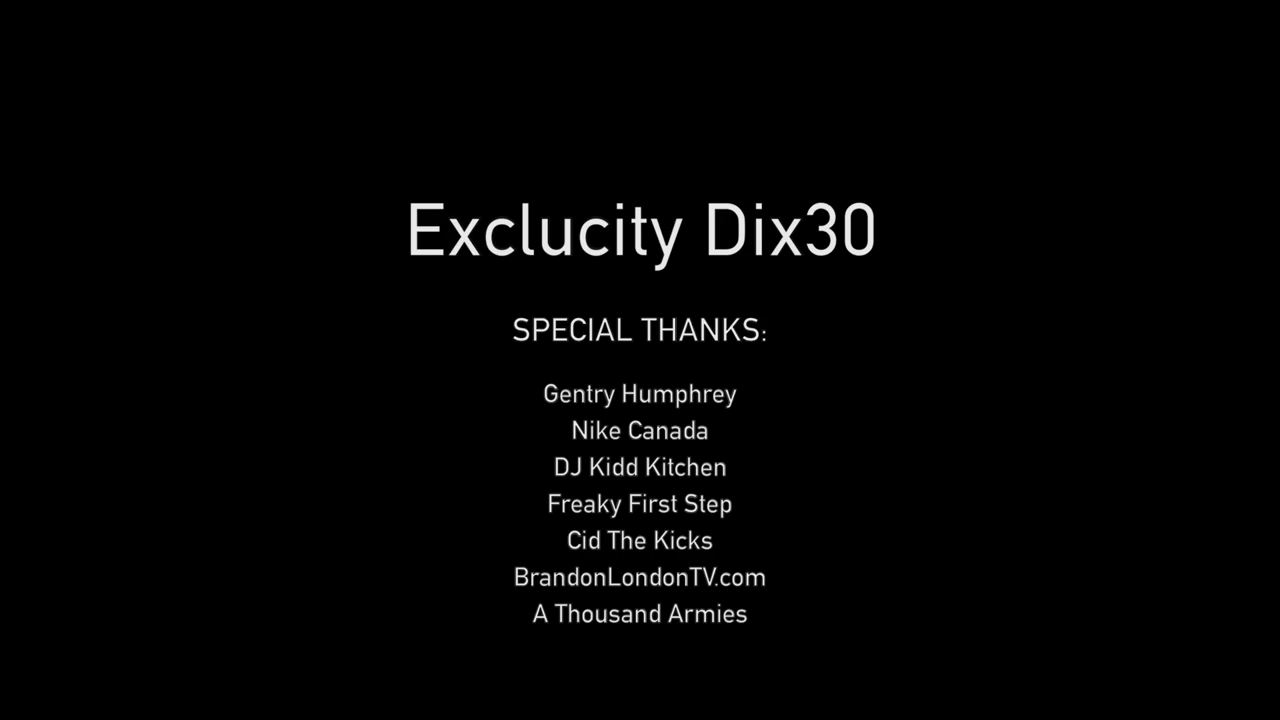 Exclucity Dix30
SPECIAL THANKS:
Gentry Humphrey
Nike Canada
DJ Kidd Kitchen
Freaky First Step
Cid The Kicks
BrandonLondonTV.com
A Thousand Armies